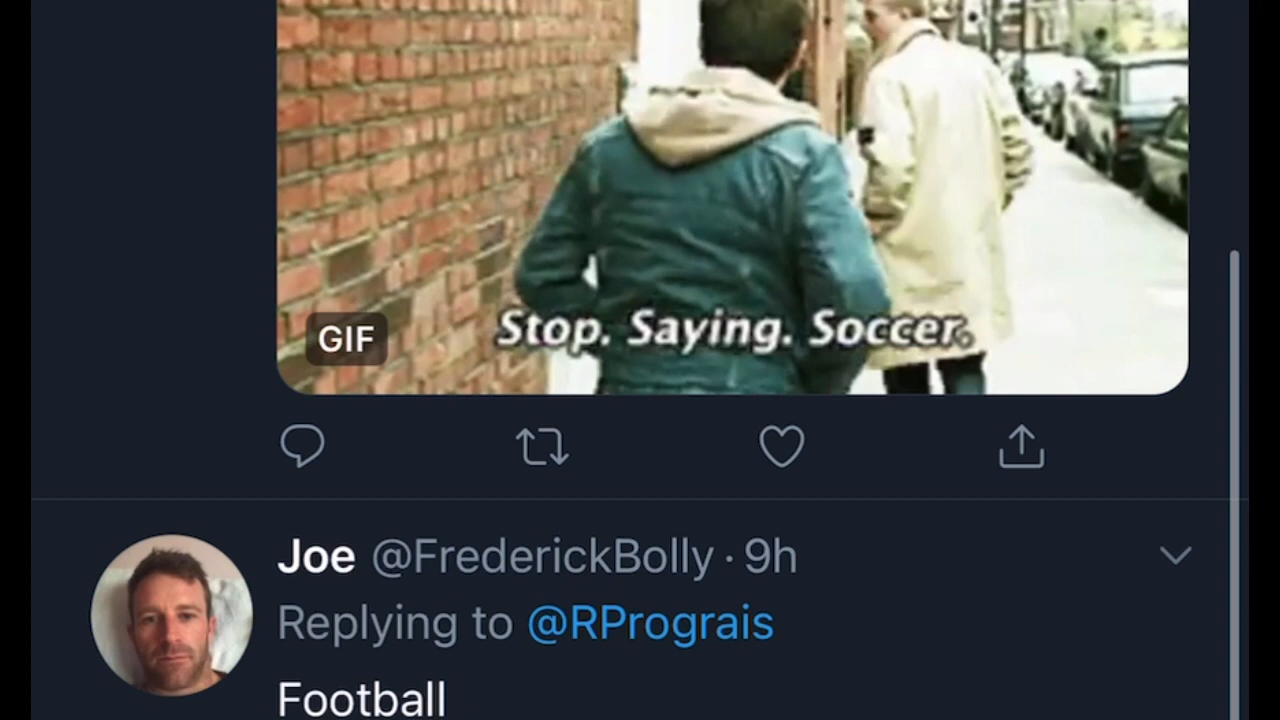 Stop. Saying. Soccer.
GIF
Joe @FrederickBolly · 9h
Replying to @RPrograis
Football